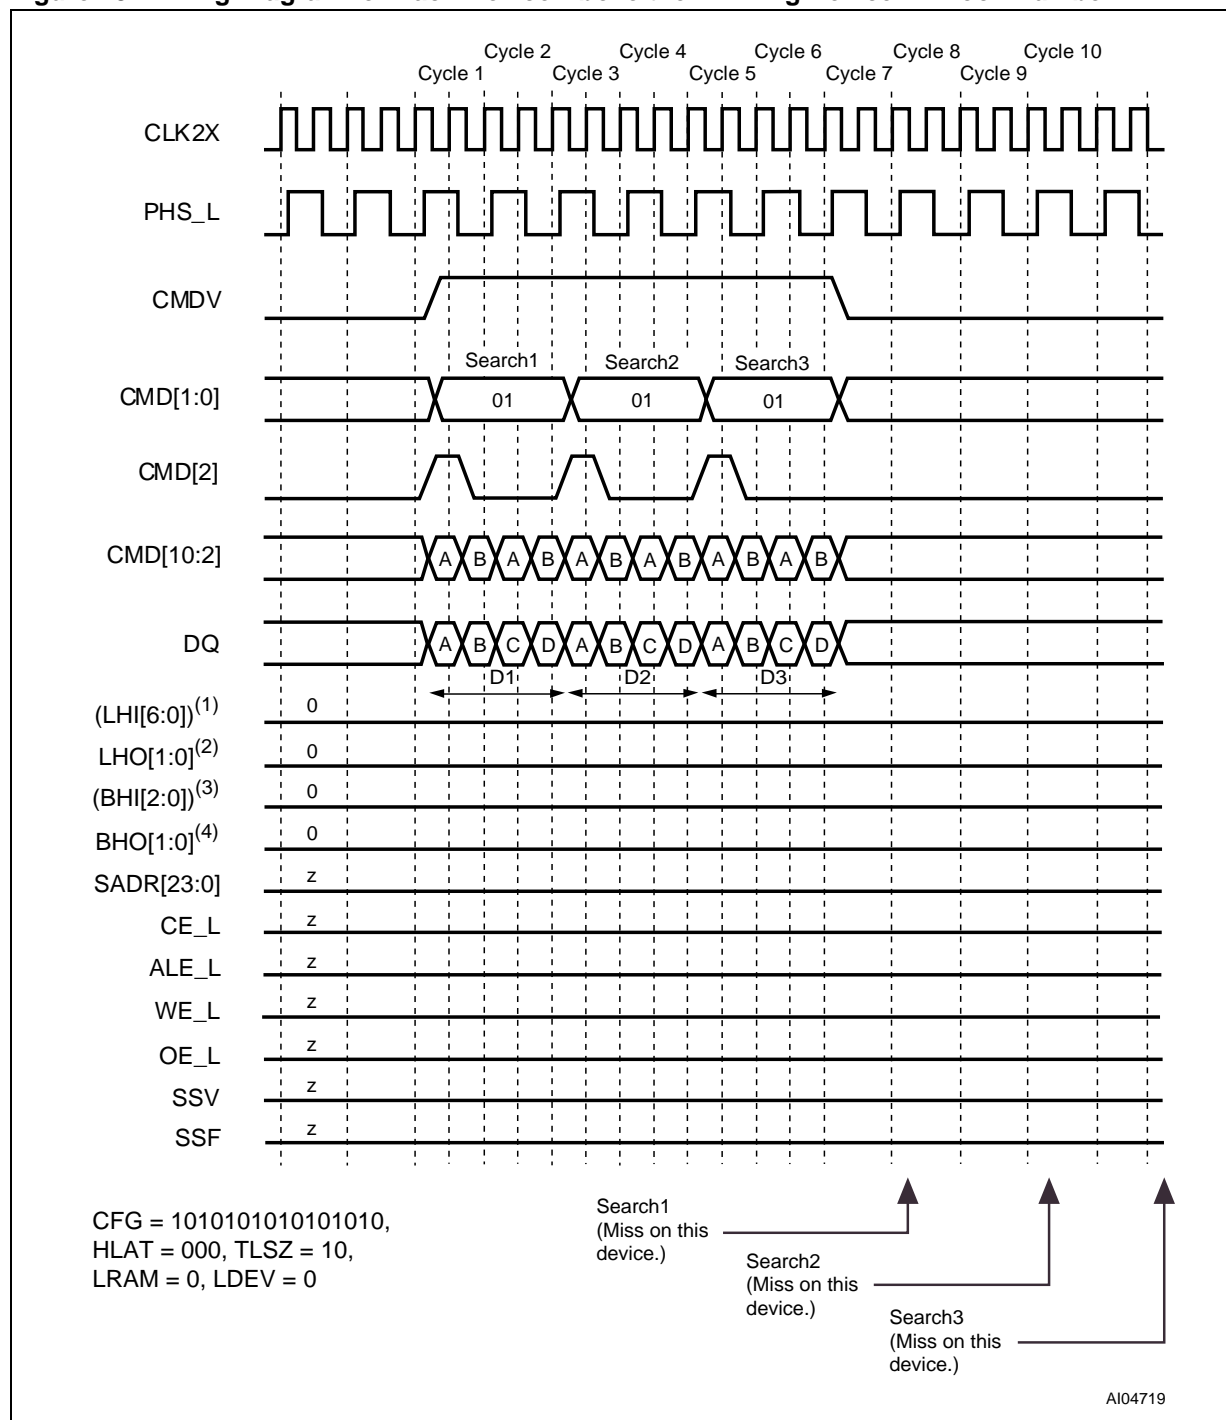 Cycle 2 Cycle 4 Cycle 6 Cycle 8 Cycle 10
Cycle 1 Cycle 3 Cycle 5 Cycle 7 Cycle 9
CLK2X
PHS_L
CMDV
Search1 Search2 Search3
CMD[1:0] 01 01 01
CMD[2]
CMD[10:2] A B A B A B A B A B A B
DQ A B C D A B C D A B C D
D1 D2 D3
(LHI[6:0])(1) 0
LHO[1:0](2) 0
(BHI[2:0])(3) 0
BHO[1:0](4) 0
SADR[23:0] z
CE_L z
ALE_L z
WE_L z
OE_L z
SSV z
SSF z
CFG = 1010101010101010,
HLAT = 000, TLSZ = 10,
LRAM = 0, LDEV = 0
Search1
(Miss on this
device.)
Search2
(Miss on this
device.)
Search3
(Miss on this
device.)
AI04719